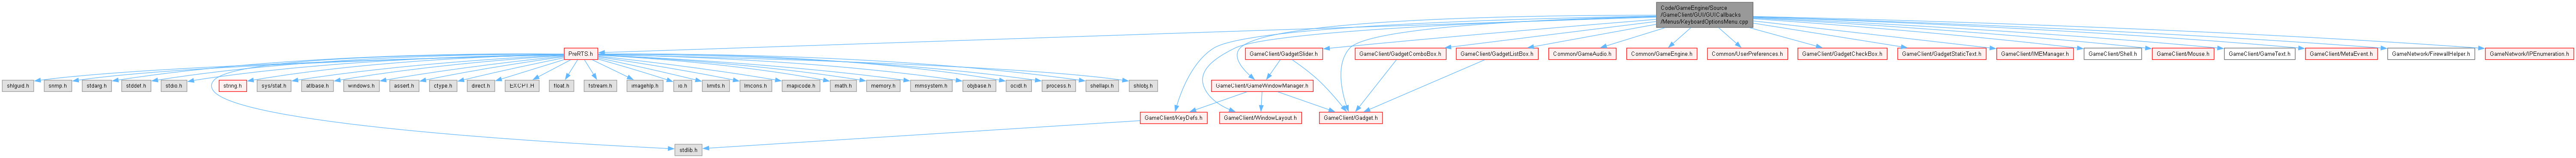 Code/GameEngine/Source
/GameClient/GUI/GUICallbacks
/Menus/KeyboardOptionsMenu.cpp
PreRTS.h
GameClient/GadgetSlider.h
GameClient/GadgetComboBox.h
GameClient/GadgetListBox.h
Common/GameAudio.h
Common/GameEngine.h
Common/UserPreferences.h
GameClient/GadgetCheckBox.h
GameClient/GadgetStaticText.h
GameClient/IMEManager.h
GameClient/Shell.h
GameClient/Mouse.h
GameClient/GameText.h
GameClient/MetaEvent.h
GameNetwork/FirewallHelper.h
GameNetwork/IPEnumeration.h
shlguid.h
snmp.h
stdarg.h
stddef.h
stdio.h
string.h
sys/stat.h
atlbase.h
windows.h
assert.h
ctype.h
direct.h
EXCPT.H
float.h
fstream.h
imagehlp.h
io.h
limits.h
lmcons.h
mapicode.h
math.h
memory.h
mmsystem.h
objbase.h
ocidl.h
process.h
shellapi.h
shlobj.h
GameClient/GameWindowManager.h
GameClient/KeyDefs.h
GameClient/WindowLayout.h
GameClient/Gadget.h
stdlib.h